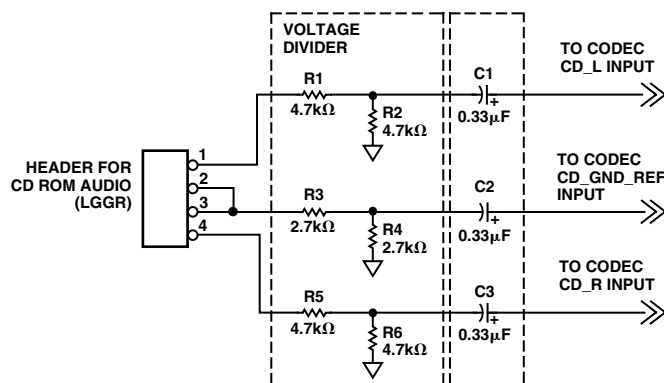 VOLTAGE
DIVIDER
TO CODEC
CD_L INPUT
R1
4.7kΩ
R2
4.7kΩ
C1
+
0.33μF
HEADER FOR
CD ROM AUDIO
(LGGR)
1
2
3
4
TO CODEC
CD_GND_REF
INPUT
R3
2.7kΩ
R4
2.7kΩ
C2
+
0.33μF
TO CODEC
CD_R INPUT
R5
4.7kΩ
R6
4.7kΩ
C3
+
0.33μF